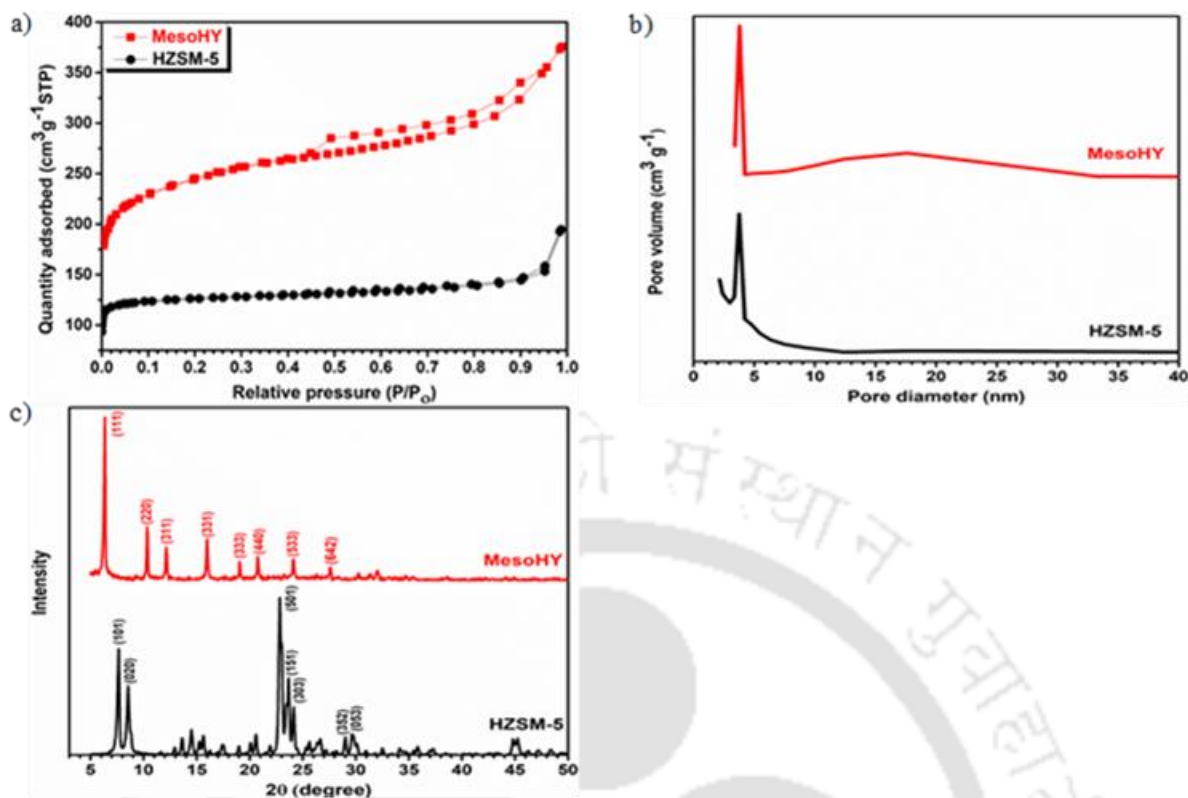 a)
400
375
350
300
250
200
150
100
MesoHY
HZSM-5
Quantity adsorbed (cm³g⁻¹STP)
0.0 0.1 0.2 0.3 0.4 0.5 0.6 0.7 0.8 0.9 1.0
Relative pressure (P/Po)
b)
MesoHY
HZSM-5
Pore volume (cm³ g⁻¹)
5 10 15 20 25 30 35 40
Pore diameter (nm)
c)
(111)
(220)
(311)
(331)
(333)
(440)
(533)
(642)
MesoHY
(101)
(020)
(501)
(151)
(303)
(352)
(053)
HZSM-5
Intensity
5 10 15 20 25 30 35 40 45 50
2θ (degree)